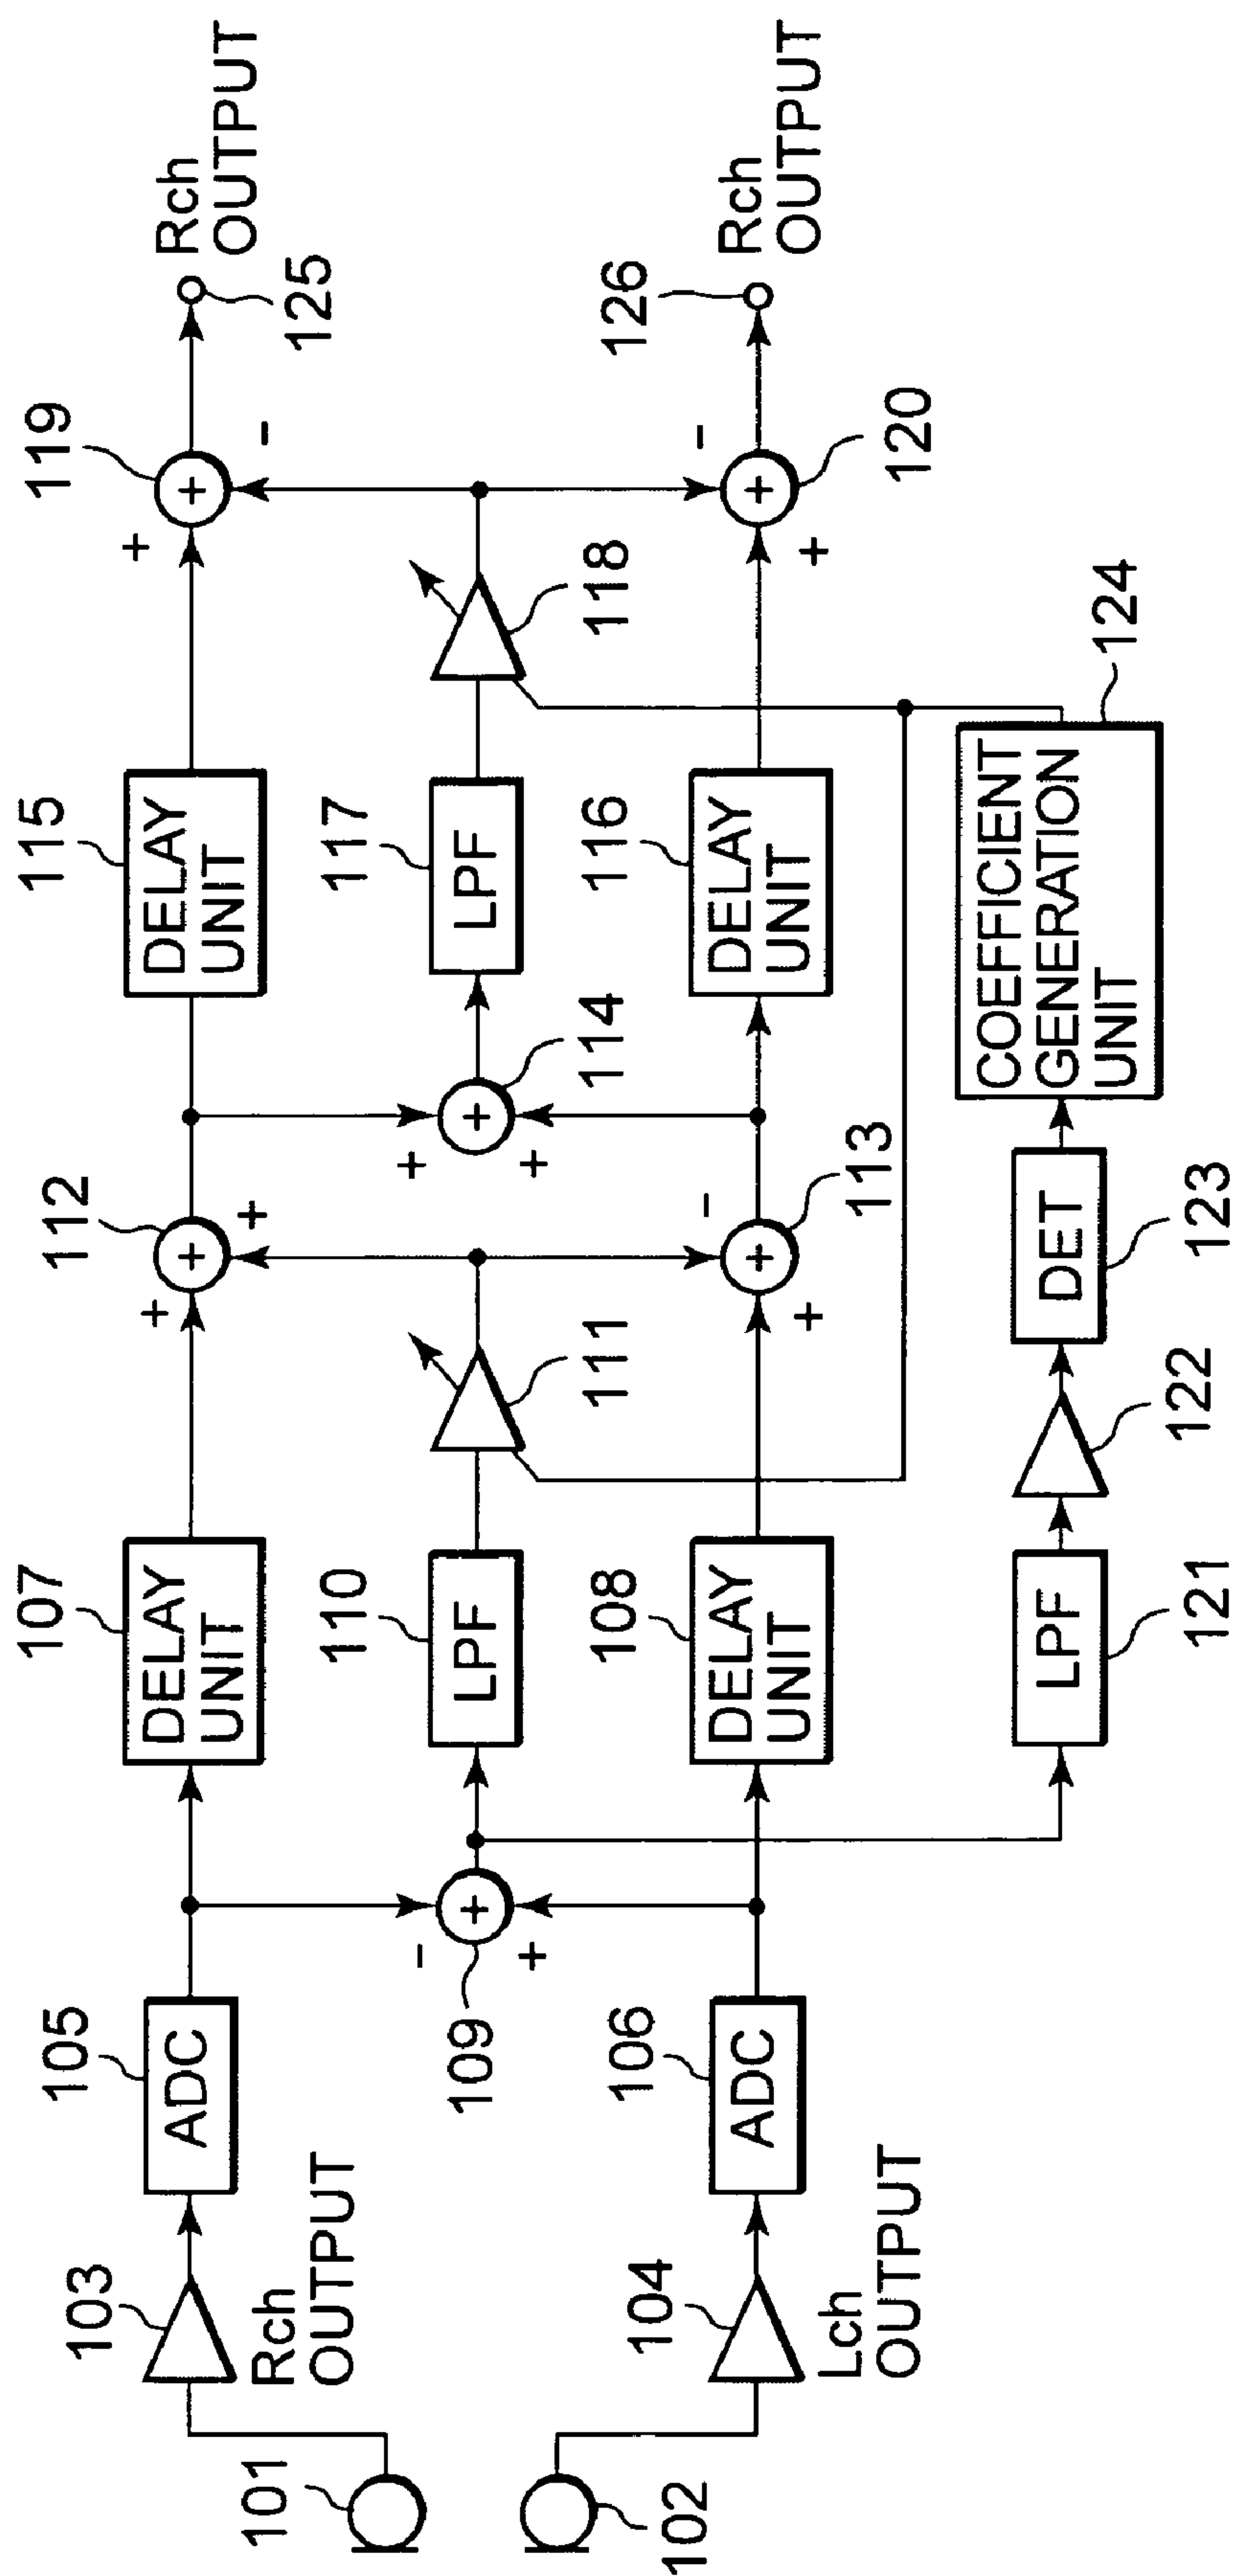 101
103
Rch
OUTPUT
105
ADC
107
DELAY
UNIT
+
112
+
+
115
DELAY
UNIT
+
119
+
-
Rch
OUTPUT
125
-
109
+
+
110
LPF
111
+
114
+
+
117
LPF
118
102
104
Lch
OUTPUT
106
ADC
108
DELAY
UNIT
+
113
+
-
116
DELAY
UNIT
+
120
+
-
Rch
OUTPUT
126
121
LPF
122
123
DET
124
COEFFICIENT
GENERATION
UNIT